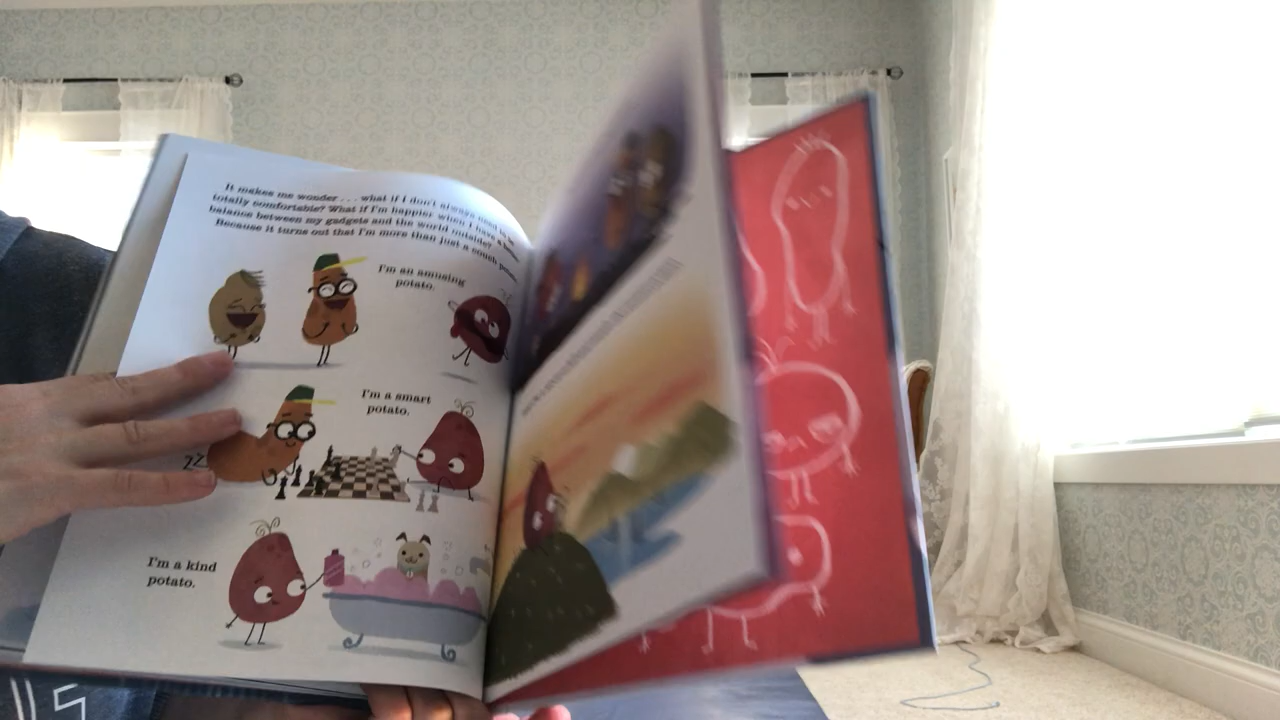 It makes me wonder . . . what if I don't always need to be
totally comfortable? What if I'm happier when I have a
balance between my gadgets and the world outside?
Because it turns out that I'm more than just a couch
I'm an amusing
potato.
I'm a smart
potato.
ZZ
I'm a kind
potato.